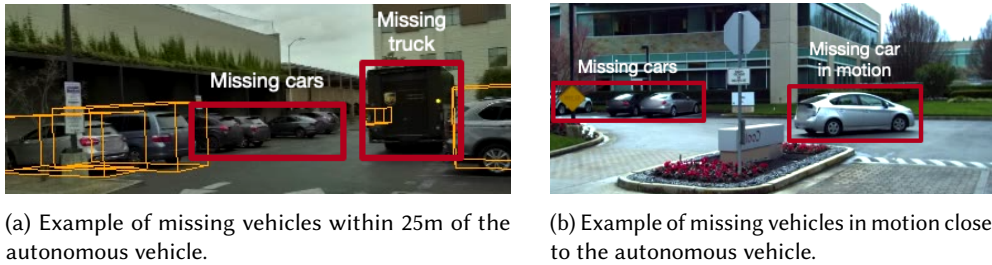 Missing
truck
Missing cars
Missing cars
Missing car
in motion
(a) Example of missing vehicles within 25m of the
autonomous vehicle.
(b) Example of missing vehicles in motion close
to the autonomous vehicle.